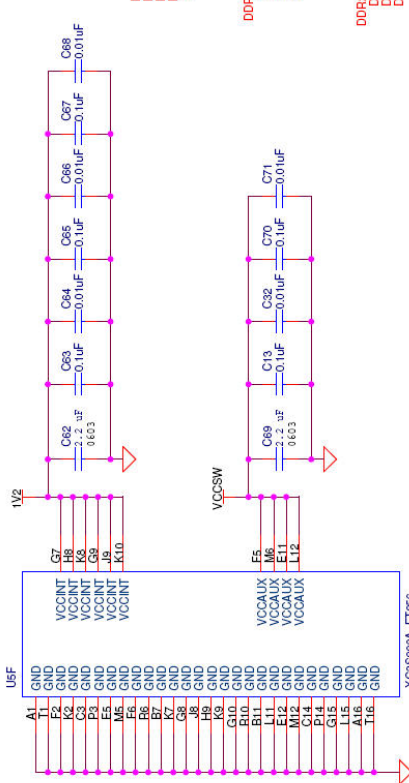 C68
0.01uF
C67
0.1uF
C66
0.01uF
C65
0.1uF
C64
0.01uF
C63
0.1uF
C62
2.2 uF
0603
1V2
C71
0.01uF
C70
0.1uF
C32
0.01uF
C13
0.1uF
C69
2.2 uF
0603
VCCSW
DDR
DDR
G7 VCCINT
H8 VCCINT
K8 VCCINT
G9 VCCINT
J9 VCCINT
K10 VCCINT
VCCAUX
M6 VCCAUX
E11 VCCAUX
L12 VCCAUX
U5F
A1 GND
T1 GND
F2 GND
K2 GND
C3 GND
P3 GND
E5 GND
M5 GND
F6 GND
R6 GND
B7 GND
K7 GND
G8 GND
J8 GND
H9 GND
K9 GND
G10 GND
R10 GND
B11 GND
L11 GND
E12 GND
M12 GND
C14 GND
P14 GND
G15 GND
L15 GND
A16 GND
T16 GND